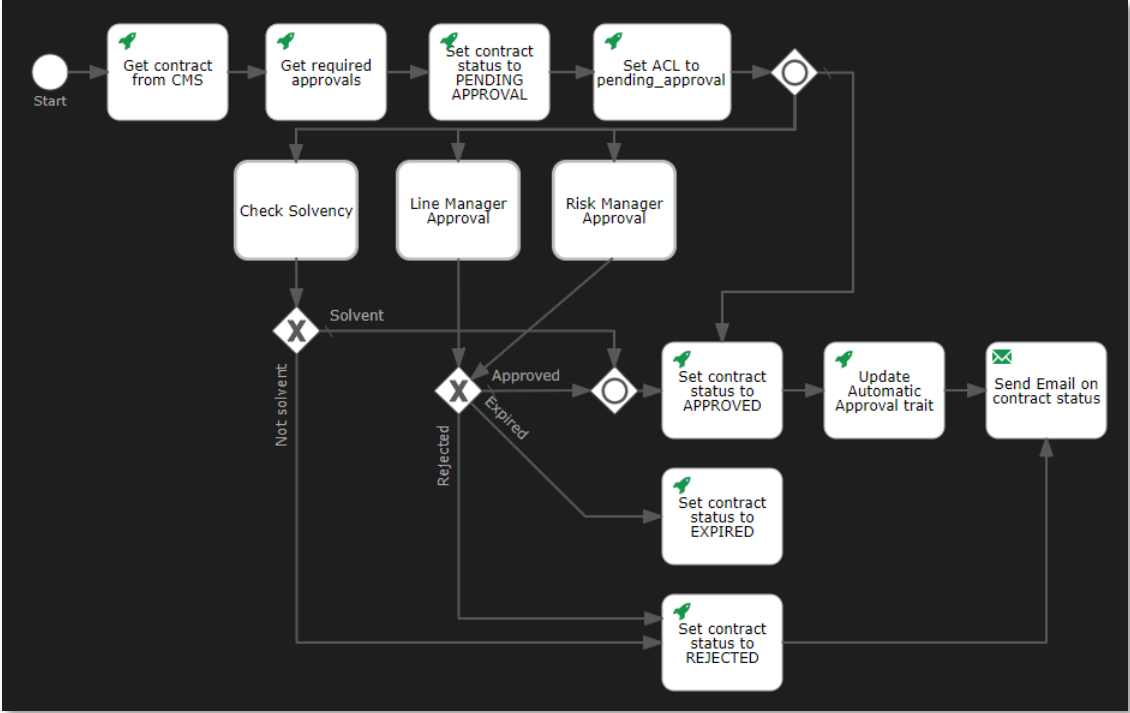 Start
Get contract
from CMS
Get required
approvals
Set contract
status to
PENDING
APPROVAL
Set ACL to
pending_approval
Check Solvency
Line Manager
Approval
Risk Manager
Approval
X
Solvent
Not solvent
X
Approved
Expired
Rejected
Set contract
status to
APPROVED
Update
Automatic
Approval trait
Send Email on
contract status
Set contract
status to
EXPIRED
Set contract
status to
REJECTED